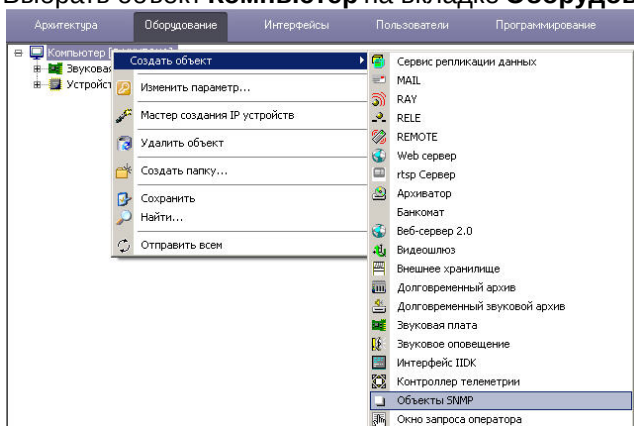 Выбрать объект Компьютер на вкладке Оборудов
Архитектура Оборудование Интерфейсы Пользователи Программирование
Компьютер
Звукова
Устройст
Создать объект
Изменить параметр...
Мастер создания IP устройств
Удалить объект
Создать папку...
Сохранить
Найти...
Отправить всем
Сервис репликации данных
MAIL
RAY
RELE
REMOTE
Web сервер
rtsp Сервер
Архиватор
Банкомат
Веб-сервер 2.0
Видеошлюз
Внешнее хранилище
Долговременный архив
Долговременный звуковой архив
Звуковая плата
Звуковое оповещение
Интерфейс IIDK
Контроллер телеметрии
Объекты SNMP
Окно запроса оператора